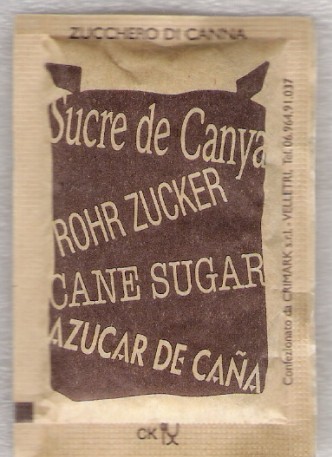 ZUCCHERO DI CANNA
Sucre de Canya
ROHR ZUCKER
CANE SUGAR
AZUCAR DE CAÑA
Confezionato da CRIMARK s.r.l. - VELLETRI, Tel. 06.964.91.037
CK